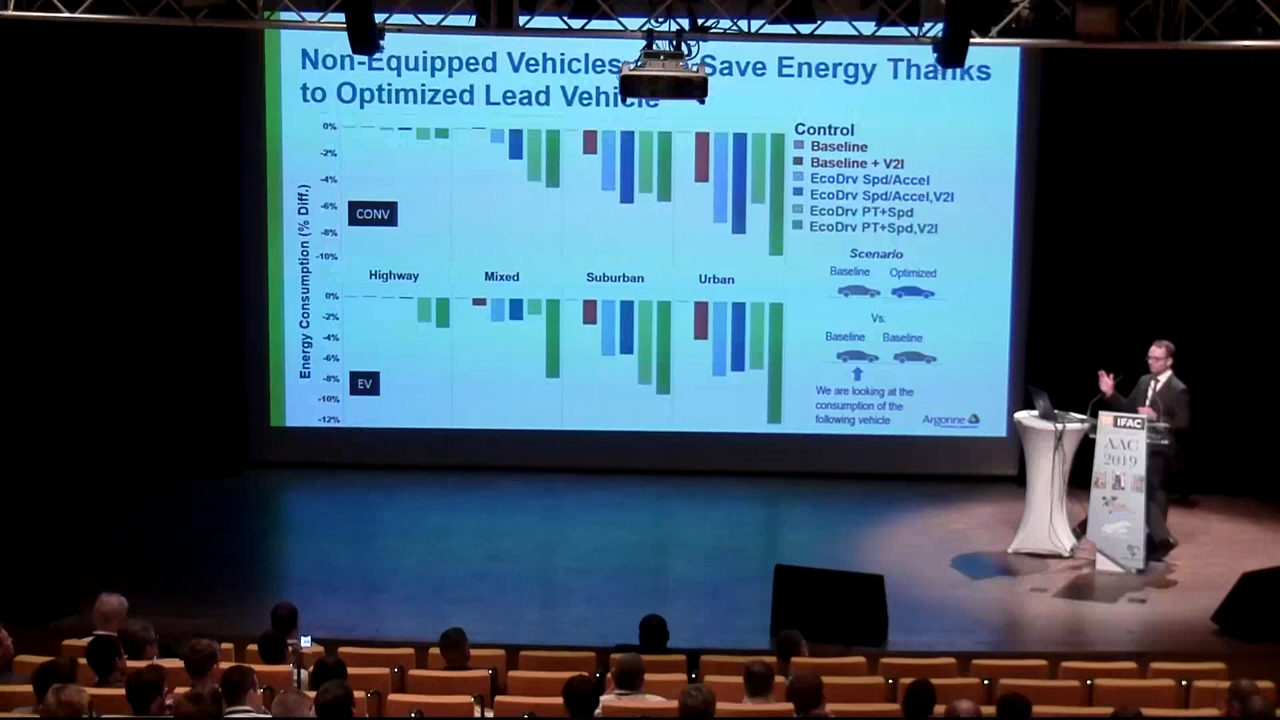 Non-Equipped Vehicles Save Energy Thanks
to Optimized Lead Vehicle
Energy Consumption (% Diff.)
0%
-2%
-4%
-6%
-8%
-10%
CONV
Highway
Mixed
Suburban
Urban
0%
-2%
-4%
-6%
-8%
-10%
-12%
EV
Control
Baseline
Baseline + V2I
EcoDrv Spd/Accel
EcoDrv Spd/Accel,V2I
EcoDrv PT+Spd
EcoDrv PT+Spd,V2I
Scenario
Baseline Optimized
Vs.
Baseline Baseline
We are looking at the
consumption of the
following vehicle
Argonne
IFAC
AAC
2019